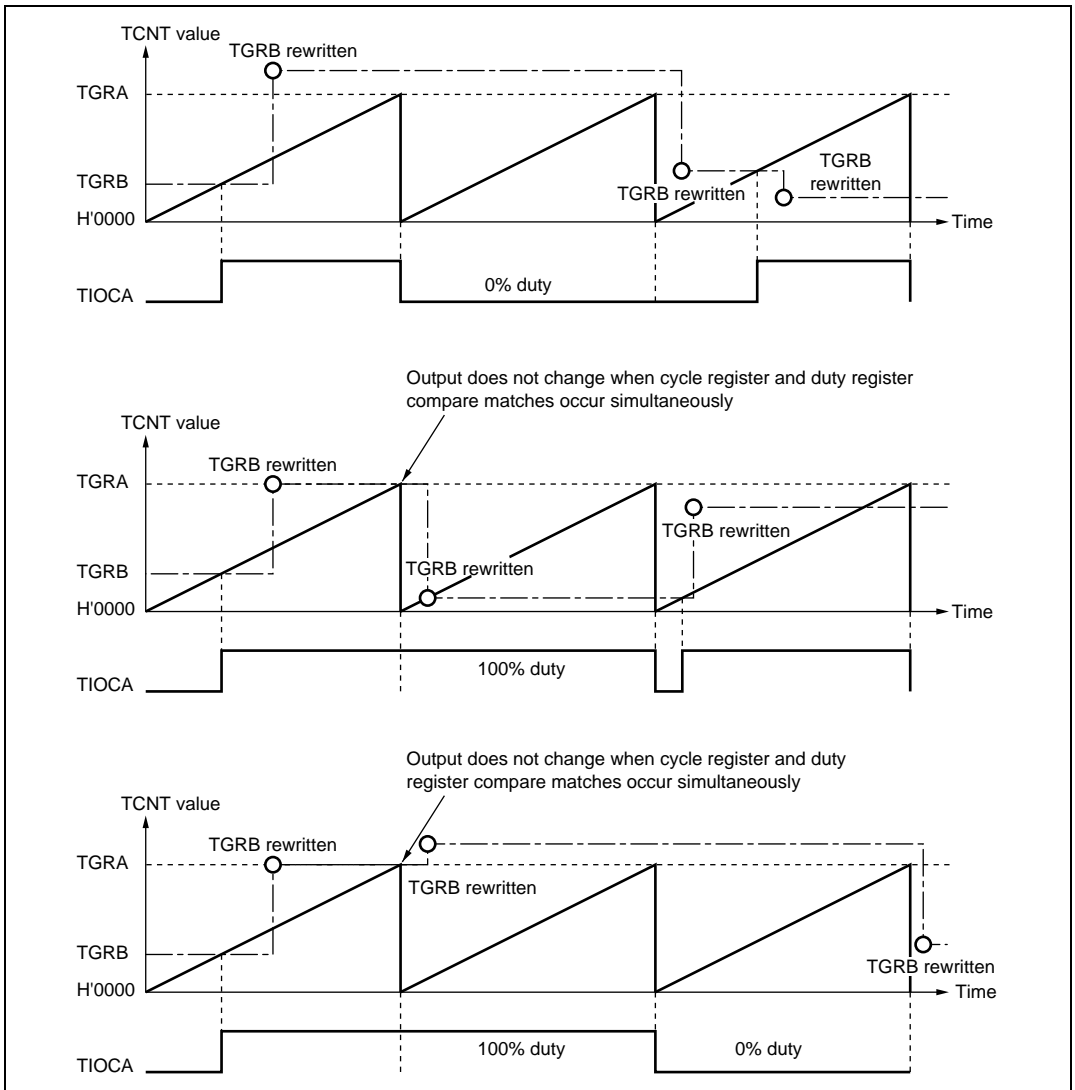 TCNT value
TGRB rewritten
TGRA
TGRB
rewritten
TGRB
TGRB rewritten
H'0000
Time
0% duty
TIOCA
Output does not change when cycle register and duty register
compare matches occur simultaneously
TCNT value
TGRB rewritten
TGRA
TGRB rewritten
TGRB
TGRB rewritten
H'0000
Time
100% duty
TIOCA
Output does not change when cycle register and duty
register compare matches occur simultaneously
TCNT value
TGRB rewritten
TGRA
TGRB rewritten
TGRB
TGRB rewritten
H'0000
Time
100% duty
0% duty
TIOCA